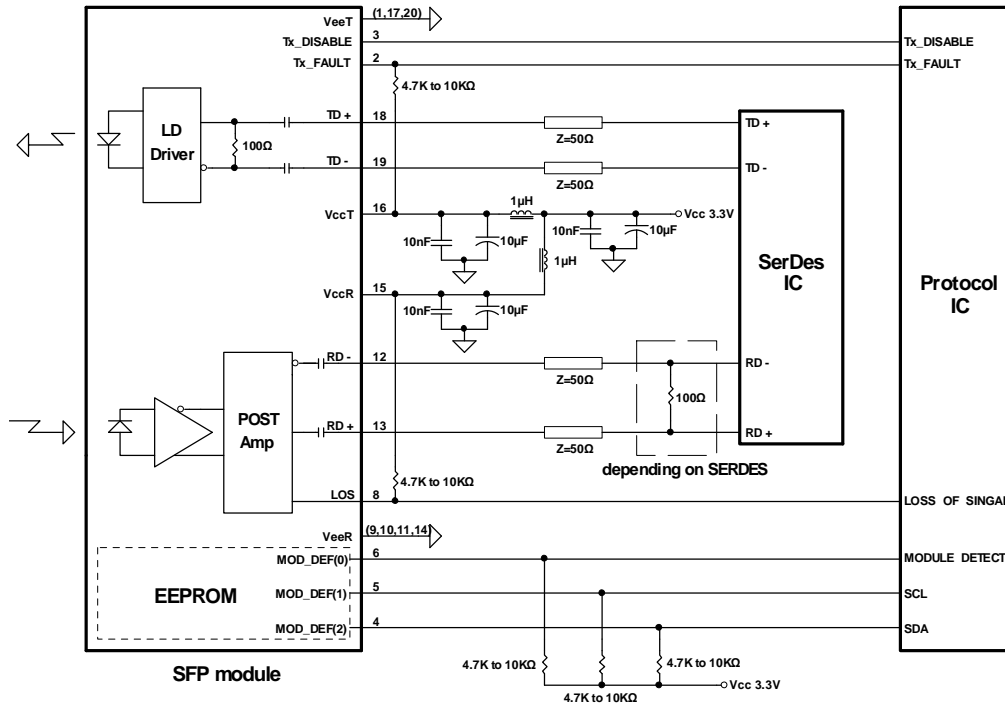 VeeT (1,17,20)
Tx_DISABLE 3 Tx_DISABLE
Tx_FAULT 2 Tx_FAULT
4.7K to 10KΩ
LD
Driver
100Ω
TD + 18 TD +
Z=50Ω
TD - 19 TD -
Z=50Ω
1µH
VccT 16 Vcc 3.3V
10nF 10µF 10nF 10µF
1µH
SerDes
IC
Protocol
IC
VccR 15
10nF 10µF
RD - 12 RD -
Z=50Ω
100Ω
POST
Amp
RD + 13 RD +
Z=50Ω
depending on SERDES
4.7K to 10KΩ
LOS 8 LOSS OF SINGAL
VeeR (9,10,11,14)
MOD_DEF(0) 6 MODULE DETECT
EEPROM
MOD_DEF(1) 5 SCL
MOD_DEF(2) 4 SDA
4.7K to 10KΩ 4.7K to 10KΩ
4.7K to 10KΩ
Vcc 3.3V
SFP module